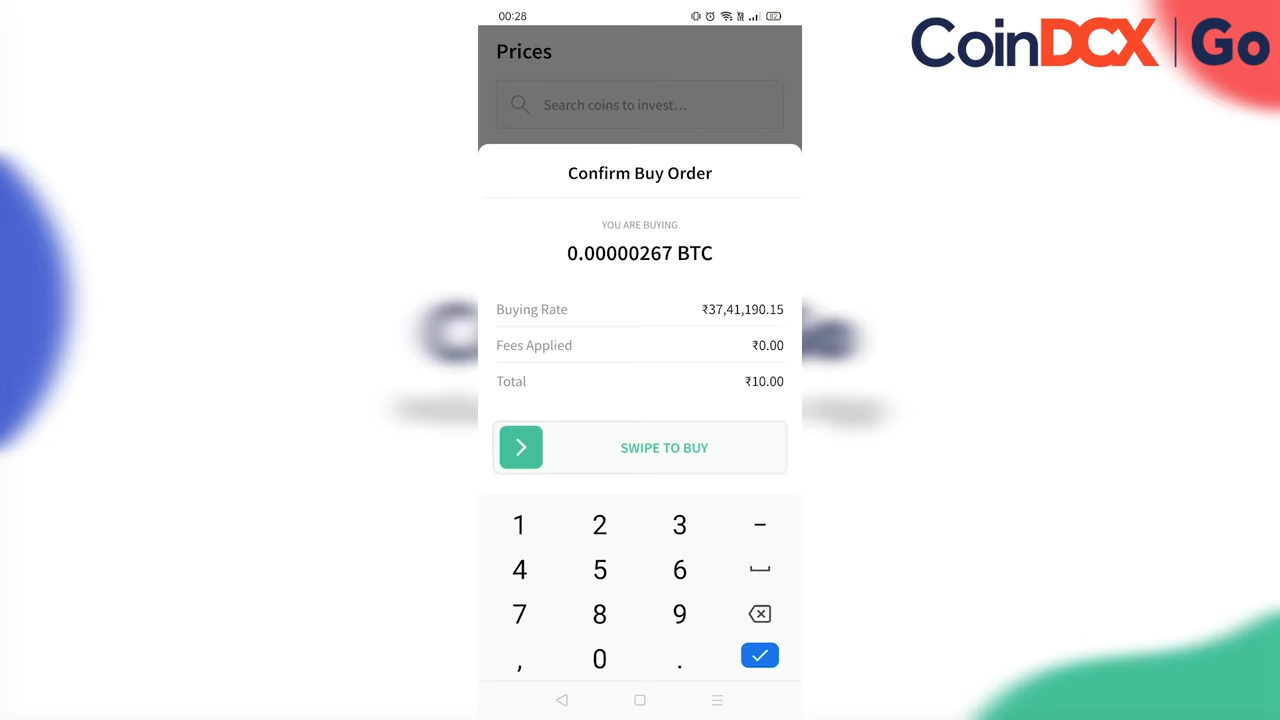 00:28
82
CoinDCX | Go
Prices
Search coins to invest...
Confirm Buy Order
YOU ARE BUYING
0.00000267 BTC
Buying Rate ₹37,41,190.15
Fees Applied ₹0.00
Total ₹10.00
SWIPE TO BUY
1 2 3 –
4 5 6
7 8 9
, 0 .